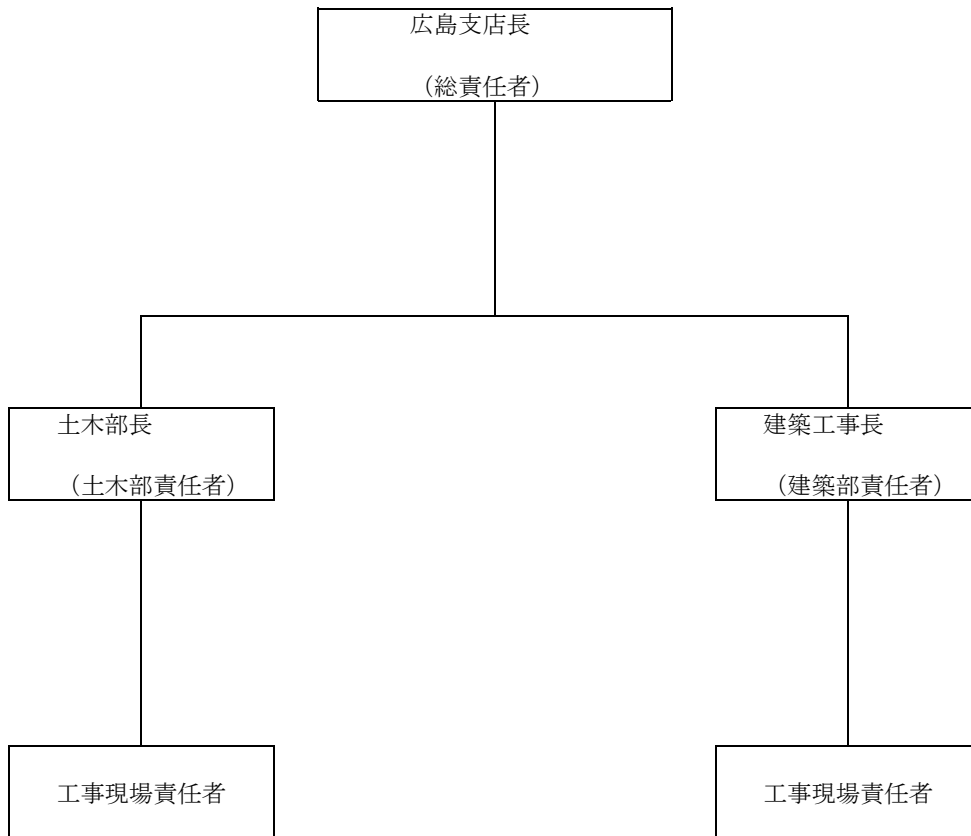 広島支店長
（総責任者）
土木部長
（土木部責任者）
建築工事長
（建築部責任者）
工事現場責任者
工事現場責任者